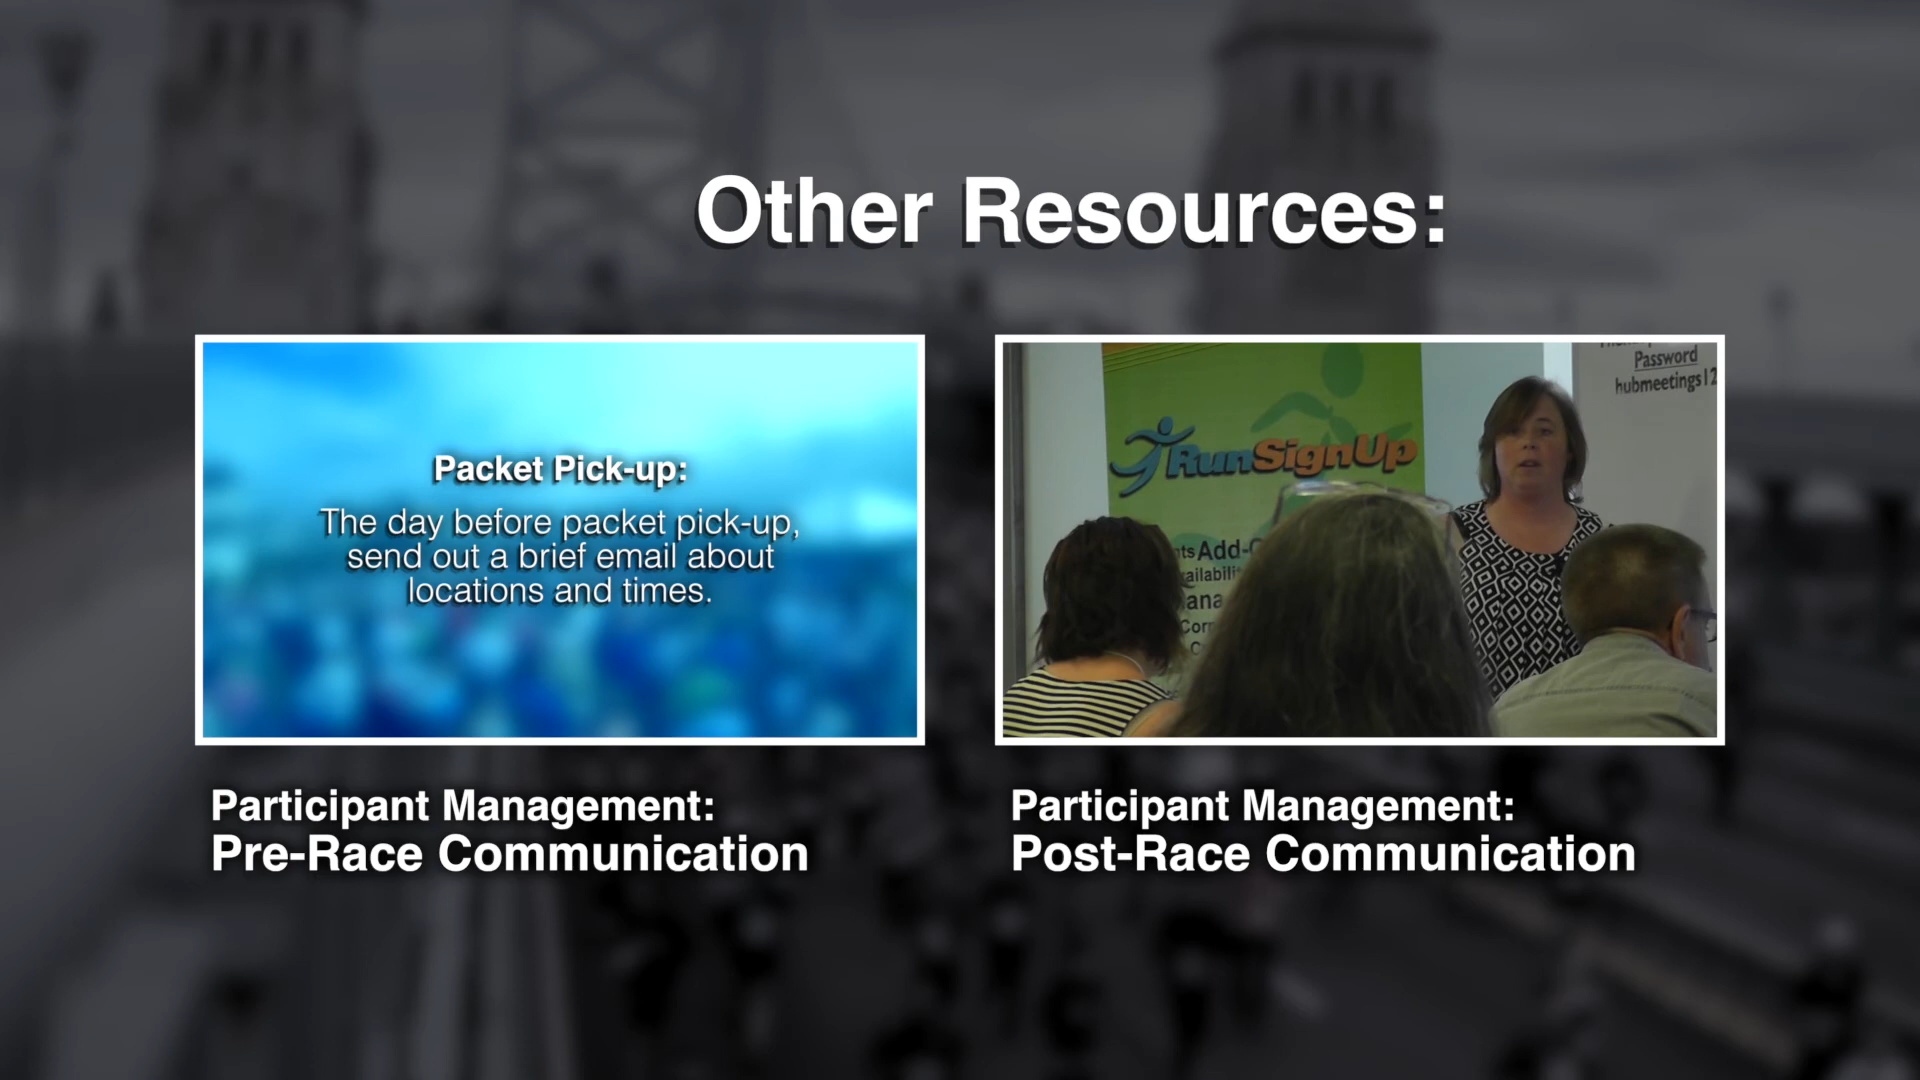 Other Resources:
Packet Pick-up:
The day before packet pick-up,
send out a brief email about
locations and times.
Password
hubmeetings12
RunSignUp
Add-
Participant Management:
Pre-Race Communication
Participant Management:
Post-Race Communication